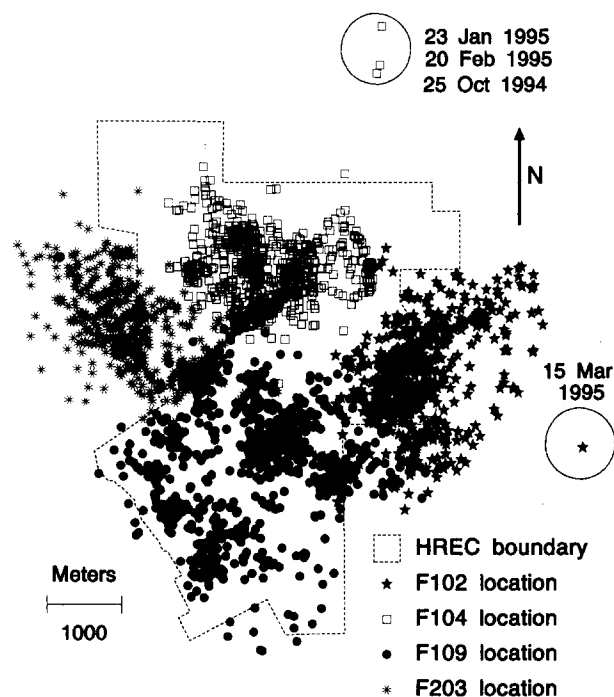 23 Jan 1995
20 Feb 1995
25 Oct 1994
N
15 Mar
1995
HREC boundary
Meters
F102 location
1000
F104 location
F109 location
F203 location